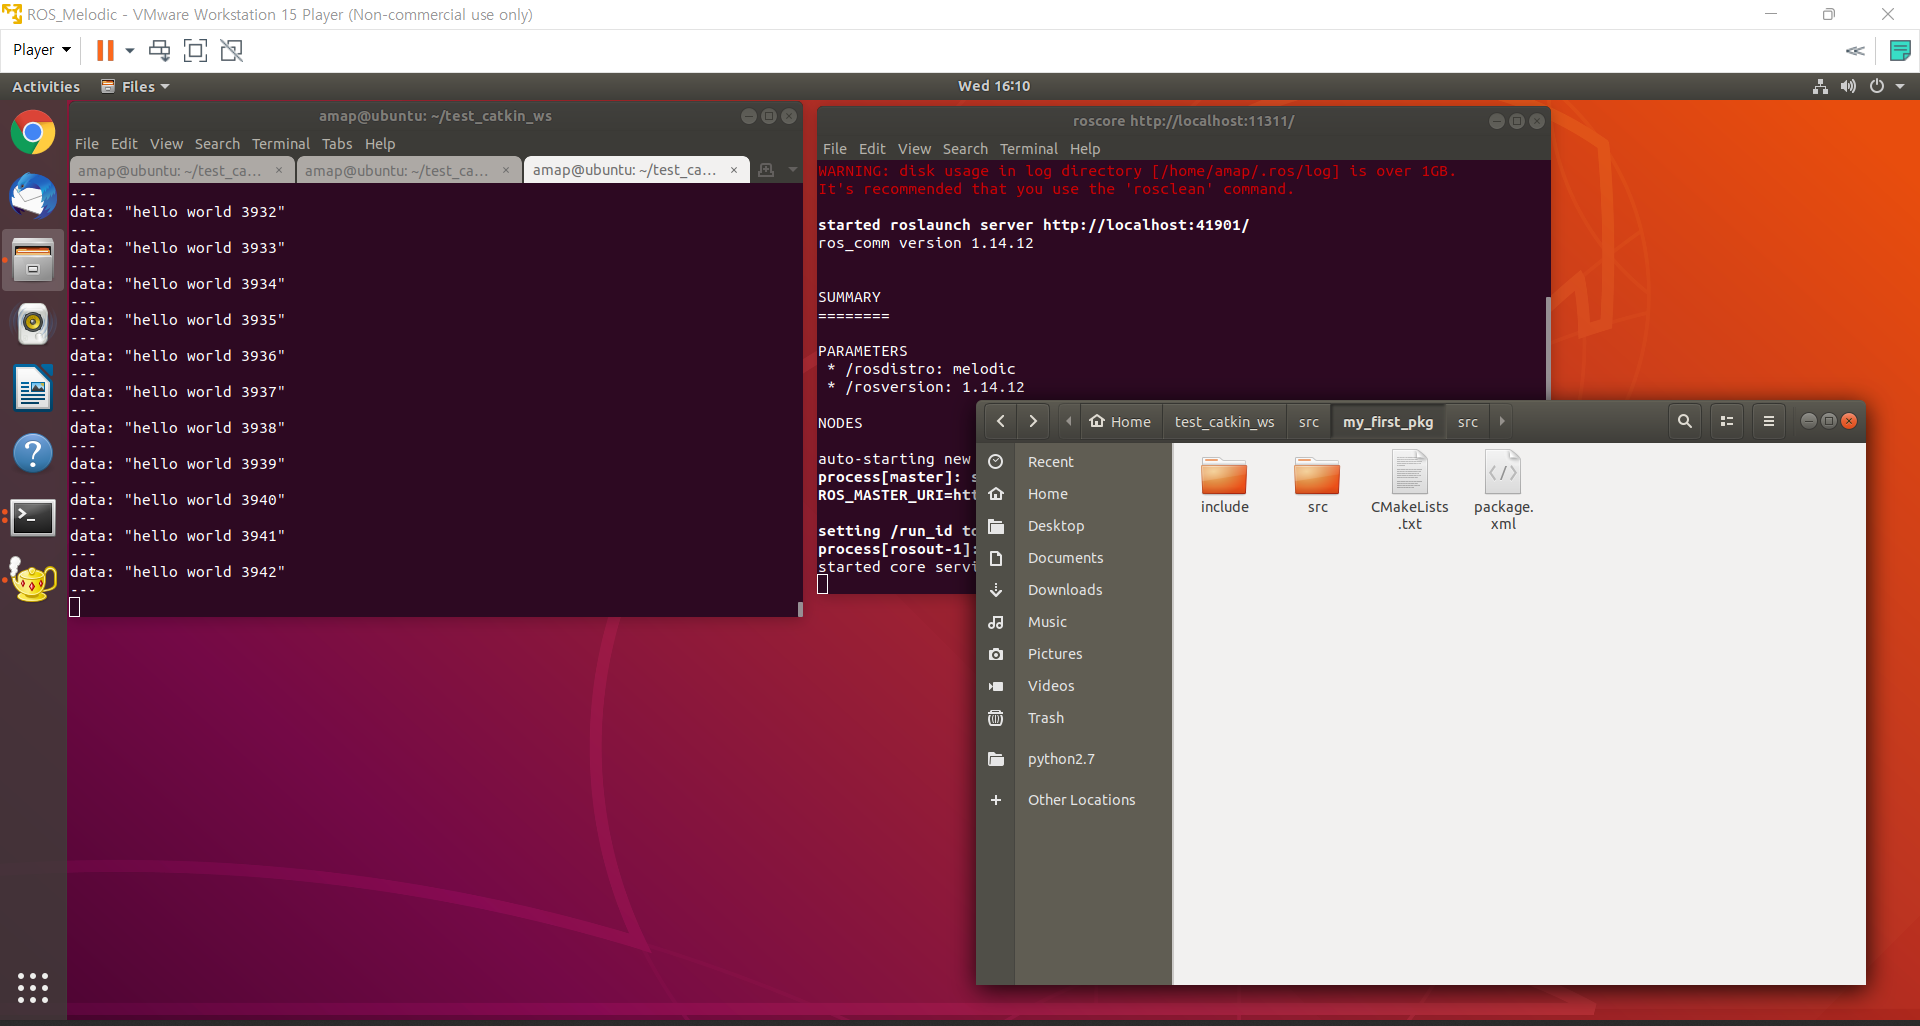 ROS_Melodic - VMware Workstation 15 Player (Non-commercial use only)
Player
Activities
Files
Wed 16:10
amap@ubuntu: ~/test_catkin_ws
File Edit View Search Terminal Tabs Help
amap@ubuntu: ~/test_ca...
amap@ubuntu: ~/test_ca...
amap@ubuntu: ~/test_ca...
---
data: "hello world 3932"
---
data: "hello world 3933"
---
data: "hello world 3934"
---
data: "hello world 3935"
---
data: "hello world 3936"
---
data: "hello world 3937"
---
data: "hello world 3938"
---
data: "hello world 3939"
---
data: "hello world 3940"
---
data: "hello world 3941"
---
data: "hello world 3942"
---
roscore http://localhost:11311/
File Edit View Search Terminal Help
WARNING: disk usage in log directory [/home/amap/.ros/log] is over 1GB.
It's recommended that you use the 'rosclean' command.
started roslaunch server http://localhost:41901/
ros_comm version 1.14.12
SUMMARY
========
PARAMETERS
* /rosdistro: melodic
* /rosversion: 1.14.12
NODES
auto-starting new
process[master]: s
ROS_MASTER_URI=htt
setting /run_id to
process[rosout-1]:
started core servi
Home
test_catkin_ws
src
my_first_pkg
src
Recent
Home
Desktop
Documents
Downloads
Music
Pictures
Videos
Trash
python2.7
Other Locations
include
src
CMakeLists
.txt
package.
xml